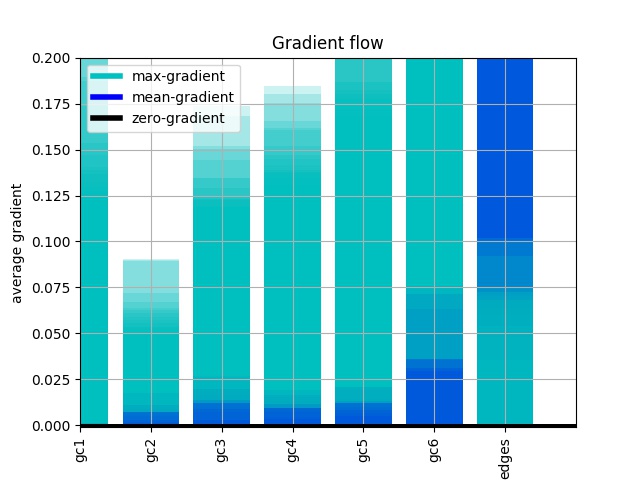 Gradient flow
max-gradient
mean-gradient
zero-gradient
average gradient
0.200
0.175
0.150
0.125
0.100
0.075
0.050
0.025
0.000
gc1
gc2
gc3
gc4
gc5
gc6
edges